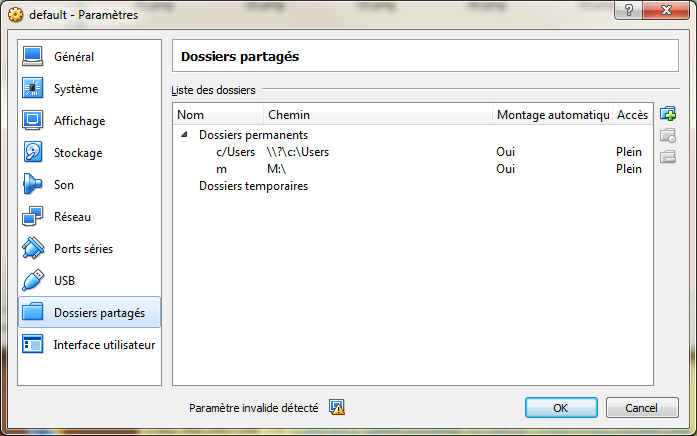 default - Paramètres
Général
Système
Affichage
Stockage
Son
Réseau
Ports séries
USB
Dossiers partagés
Interface utilisateur
Dossiers partagés
Liste des dossiers
Nom Chemin Montage automatiqu Accès
Dossiers permanents
c/Users \\?\c:\Users Oui Plein
m M:\ Oui Plein
Dossiers temporaires
Paramètre invalide détecté
OK Cancel